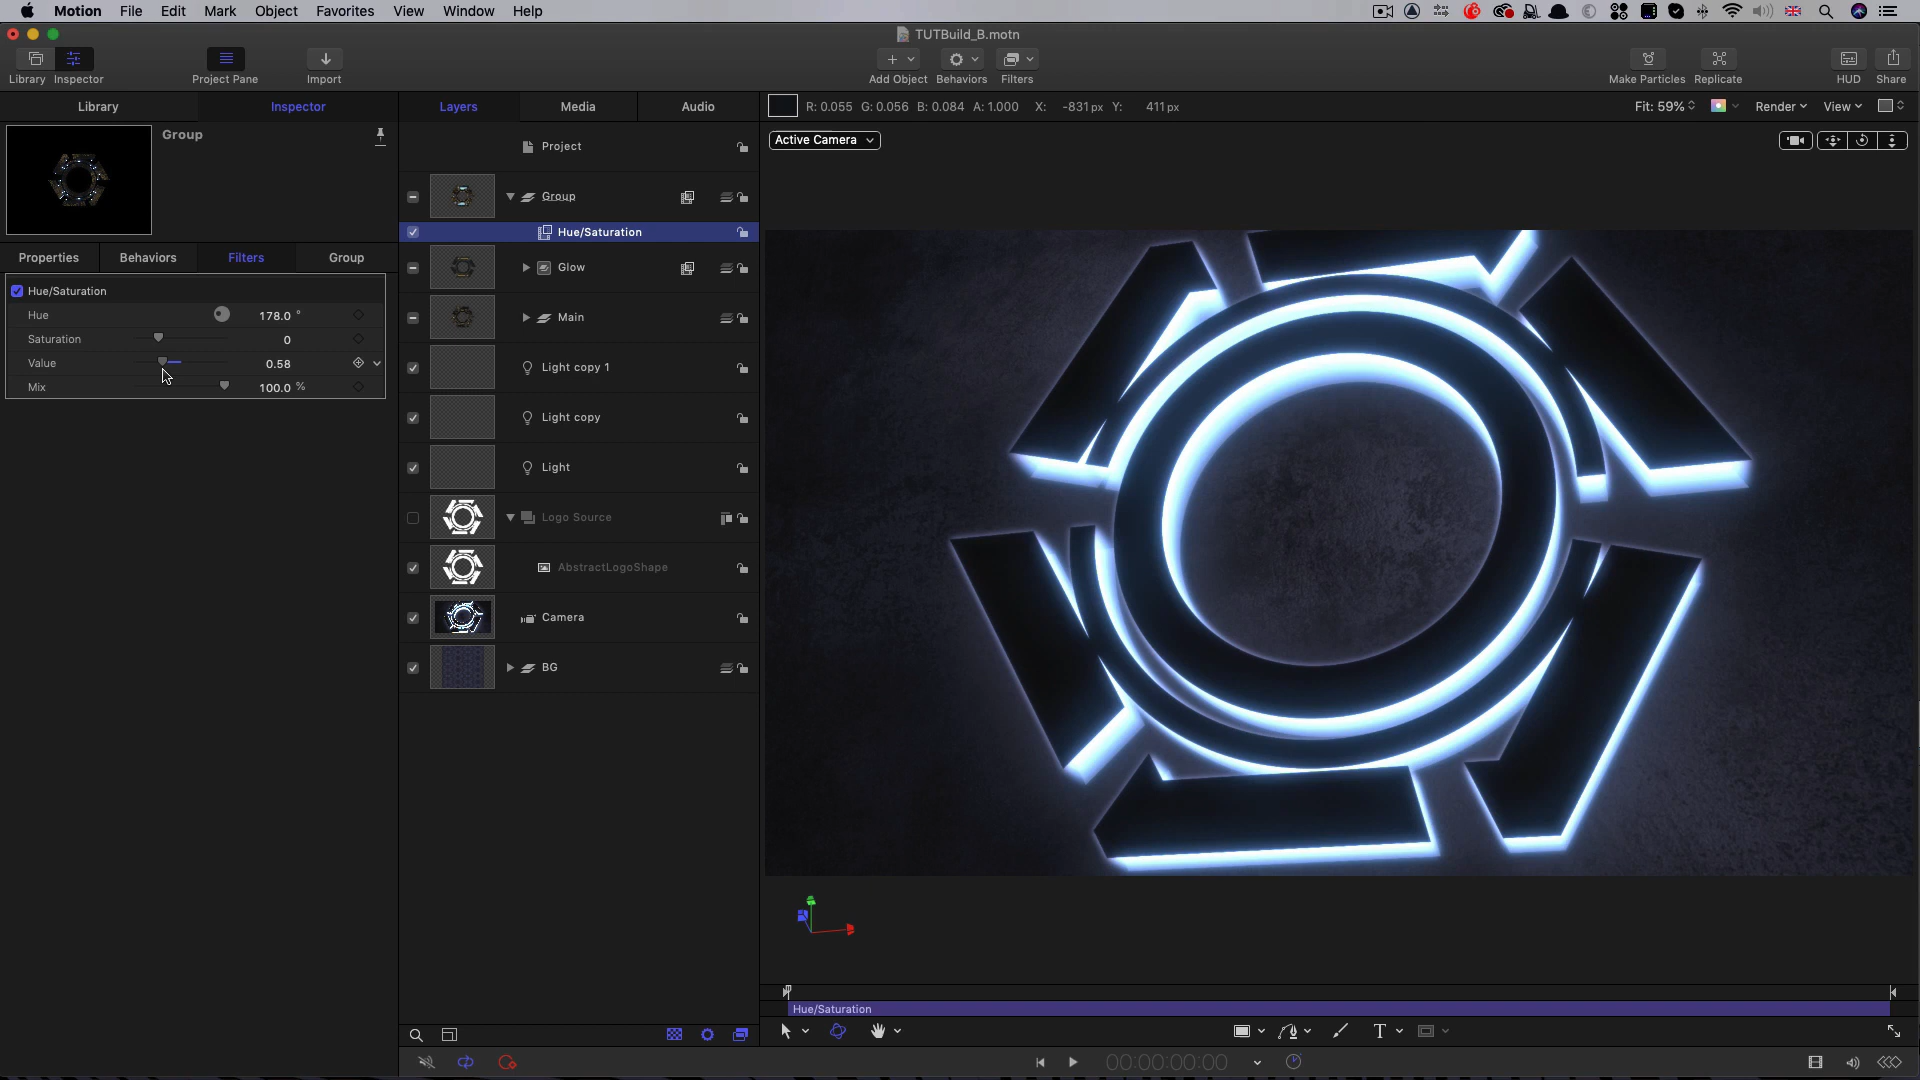 Motion File Edit Mark Object Favorites View Window Help
TUTBuild_B.motn
Library Inspector Project Pane Import Add Object Behaviors Filters Make Particles Replicate HUD Share
Library Inspector Layers Media Audio R: 0.055 G: 0.056 B: 0.084 A: 1.000 X: -831 px Y: 411 px Fit: 59% Render View
Group
Active Camera
Project
Group
Hue/Saturation
Properties Behaviors Filters Group
Glow
Hue/Saturation
Hue 178.0 °
Main
Saturation 0
Value 0.58
Light copy 1
Mix 100.0 %
Light copy
Light
Logo Source
AbstractLogoShape
Camera
BG
Hue/Saturation
T
00:00:00:00